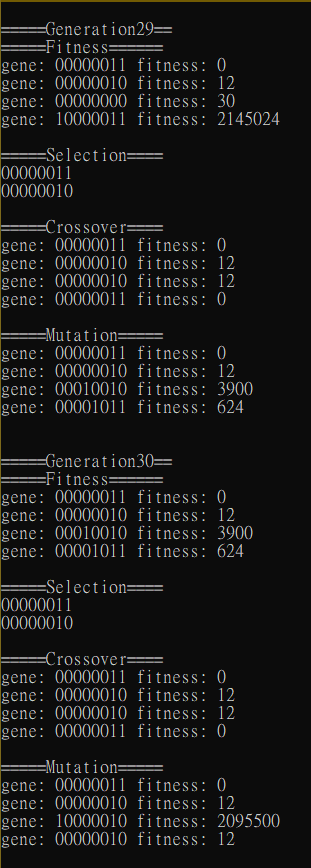 =====Generation29==
=====Fitness======
gene: 00000011 fitness: 0
gene: 00000010 fitness: 12
gene: 00000000 fitness: 30
gene: 10000011 fitness: 2145024
=====Selection====
00000011
00000010
=====Crossover====
gene: 00000011 fitness: 0
gene: 00000010 fitness: 12
gene: 00000010 fitness: 12
gene: 00000011 fitness: 0
=====Mutation=====
gene: 00000011 fitness: 0
gene: 00000010 fitness: 12
gene: 00010010 fitness: 3900
gene: 00001011 fitness: 624
=====Generation30==
=====Fitness======
gene: 00000011 fitness: 0
gene: 00000010 fitness: 12
gene: 00010010 fitness: 3900
gene: 00001011 fitness: 624
=====Selection====
00000011
00000010
=====Crossover====
gene: 00000011 fitness: 0
gene: 00000010 fitness: 12
gene: 00000010 fitness: 12
gene: 00000011 fitness: 0
=====Mutation=====
gene: 00000011 fitness: 0
gene: 00000010 fitness: 12
gene: 10000010 fitness: 2095500
gene: 00000010 fitness: 12